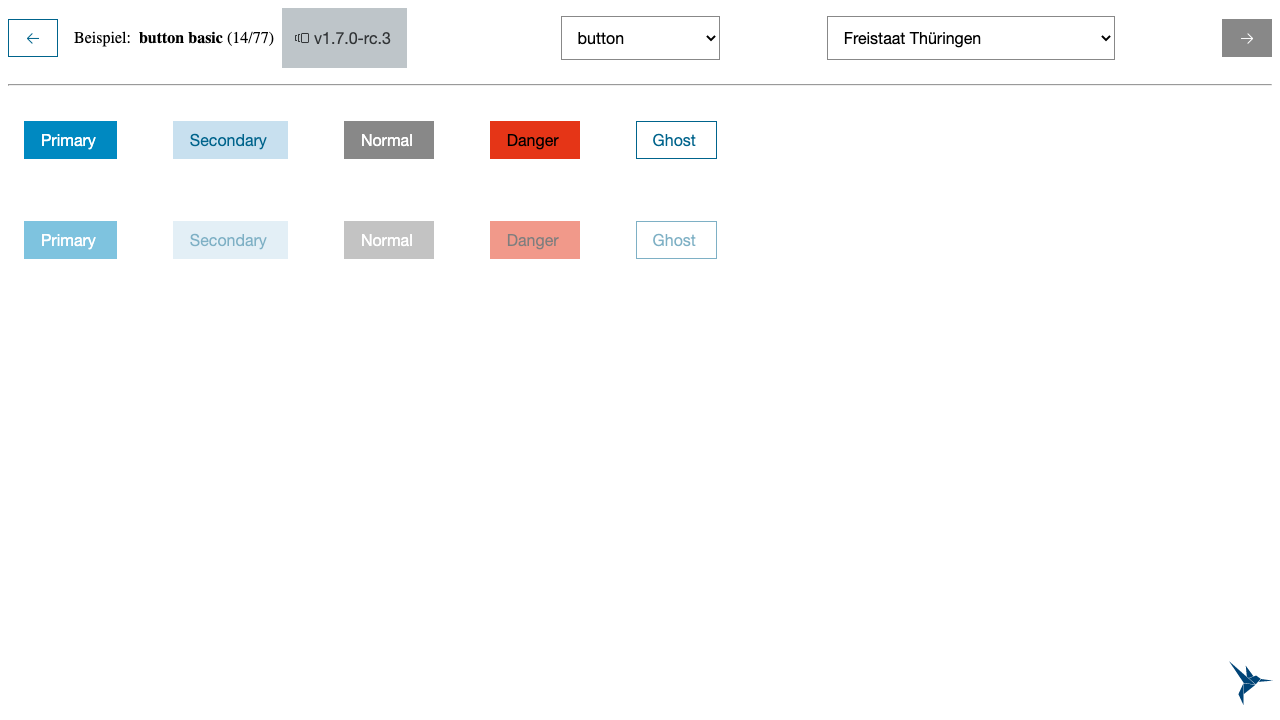 Beispiel: button basic (14/77) v1.7.0-rc.3 button Freistaat Thüringen
Primary Secondary Normal Danger Ghost
Primary Secondary Normal Danger Ghost